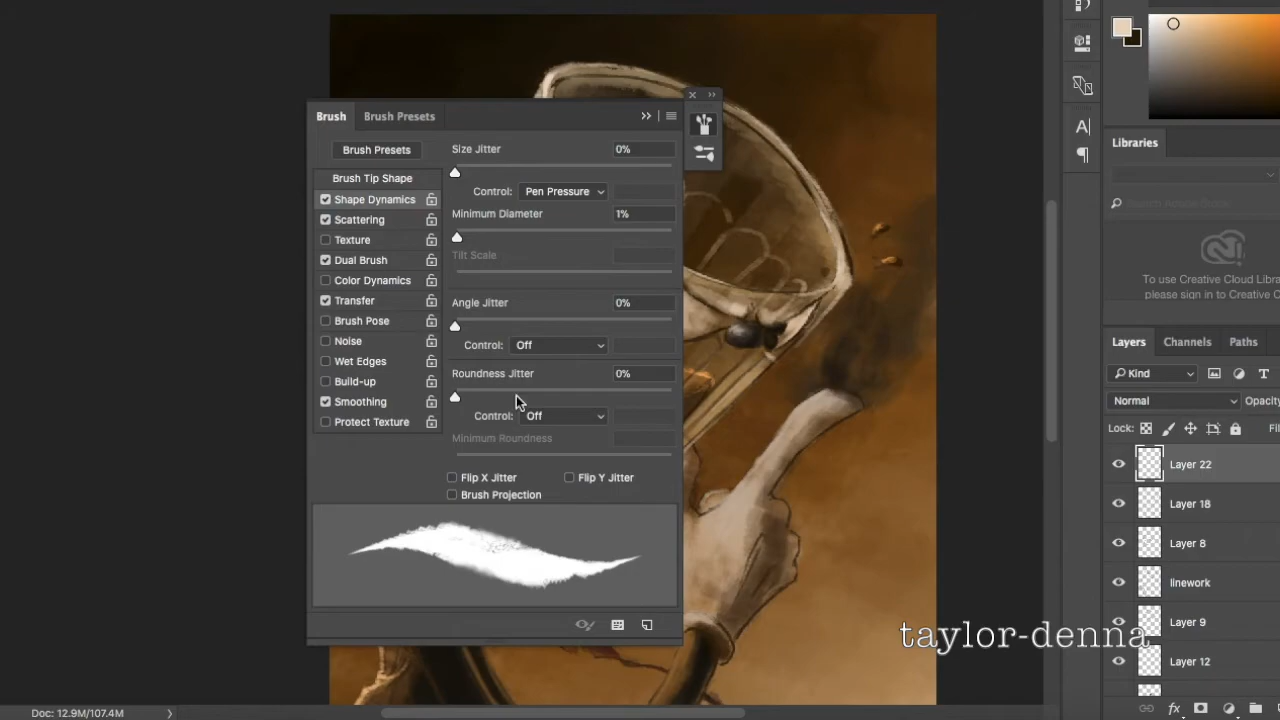 Brush
Brush Presets
Brush Presets
Brush Tip Shape
Shape Dynamics
Scattering
Texture
Dual Brush
Color Dynamics
Transfer
Brush Pose
Noise
Wet Edges
Build-up
Smoothing
Protect Texture
Size Jitter 0%
Control: Pen Pressure
Minimum Diameter 1%
Tilt Scale
Angle Jitter 0%
Control: Off
Roundness Jitter 0%
Control: Off
Minimum Roundness
Flip X Jitter Flip Y Jitter
Brush Projection
A
Libraries
To use Creative Cloud
please sign in to Creative
Layers Channels Paths
Kind T
Normal Opacity
Lock:
Layer 22
Layer 18
Layer 8
linework
Layer 9
Layer 12
fx
taylor-denna
Doc: 12.9M/107.4M